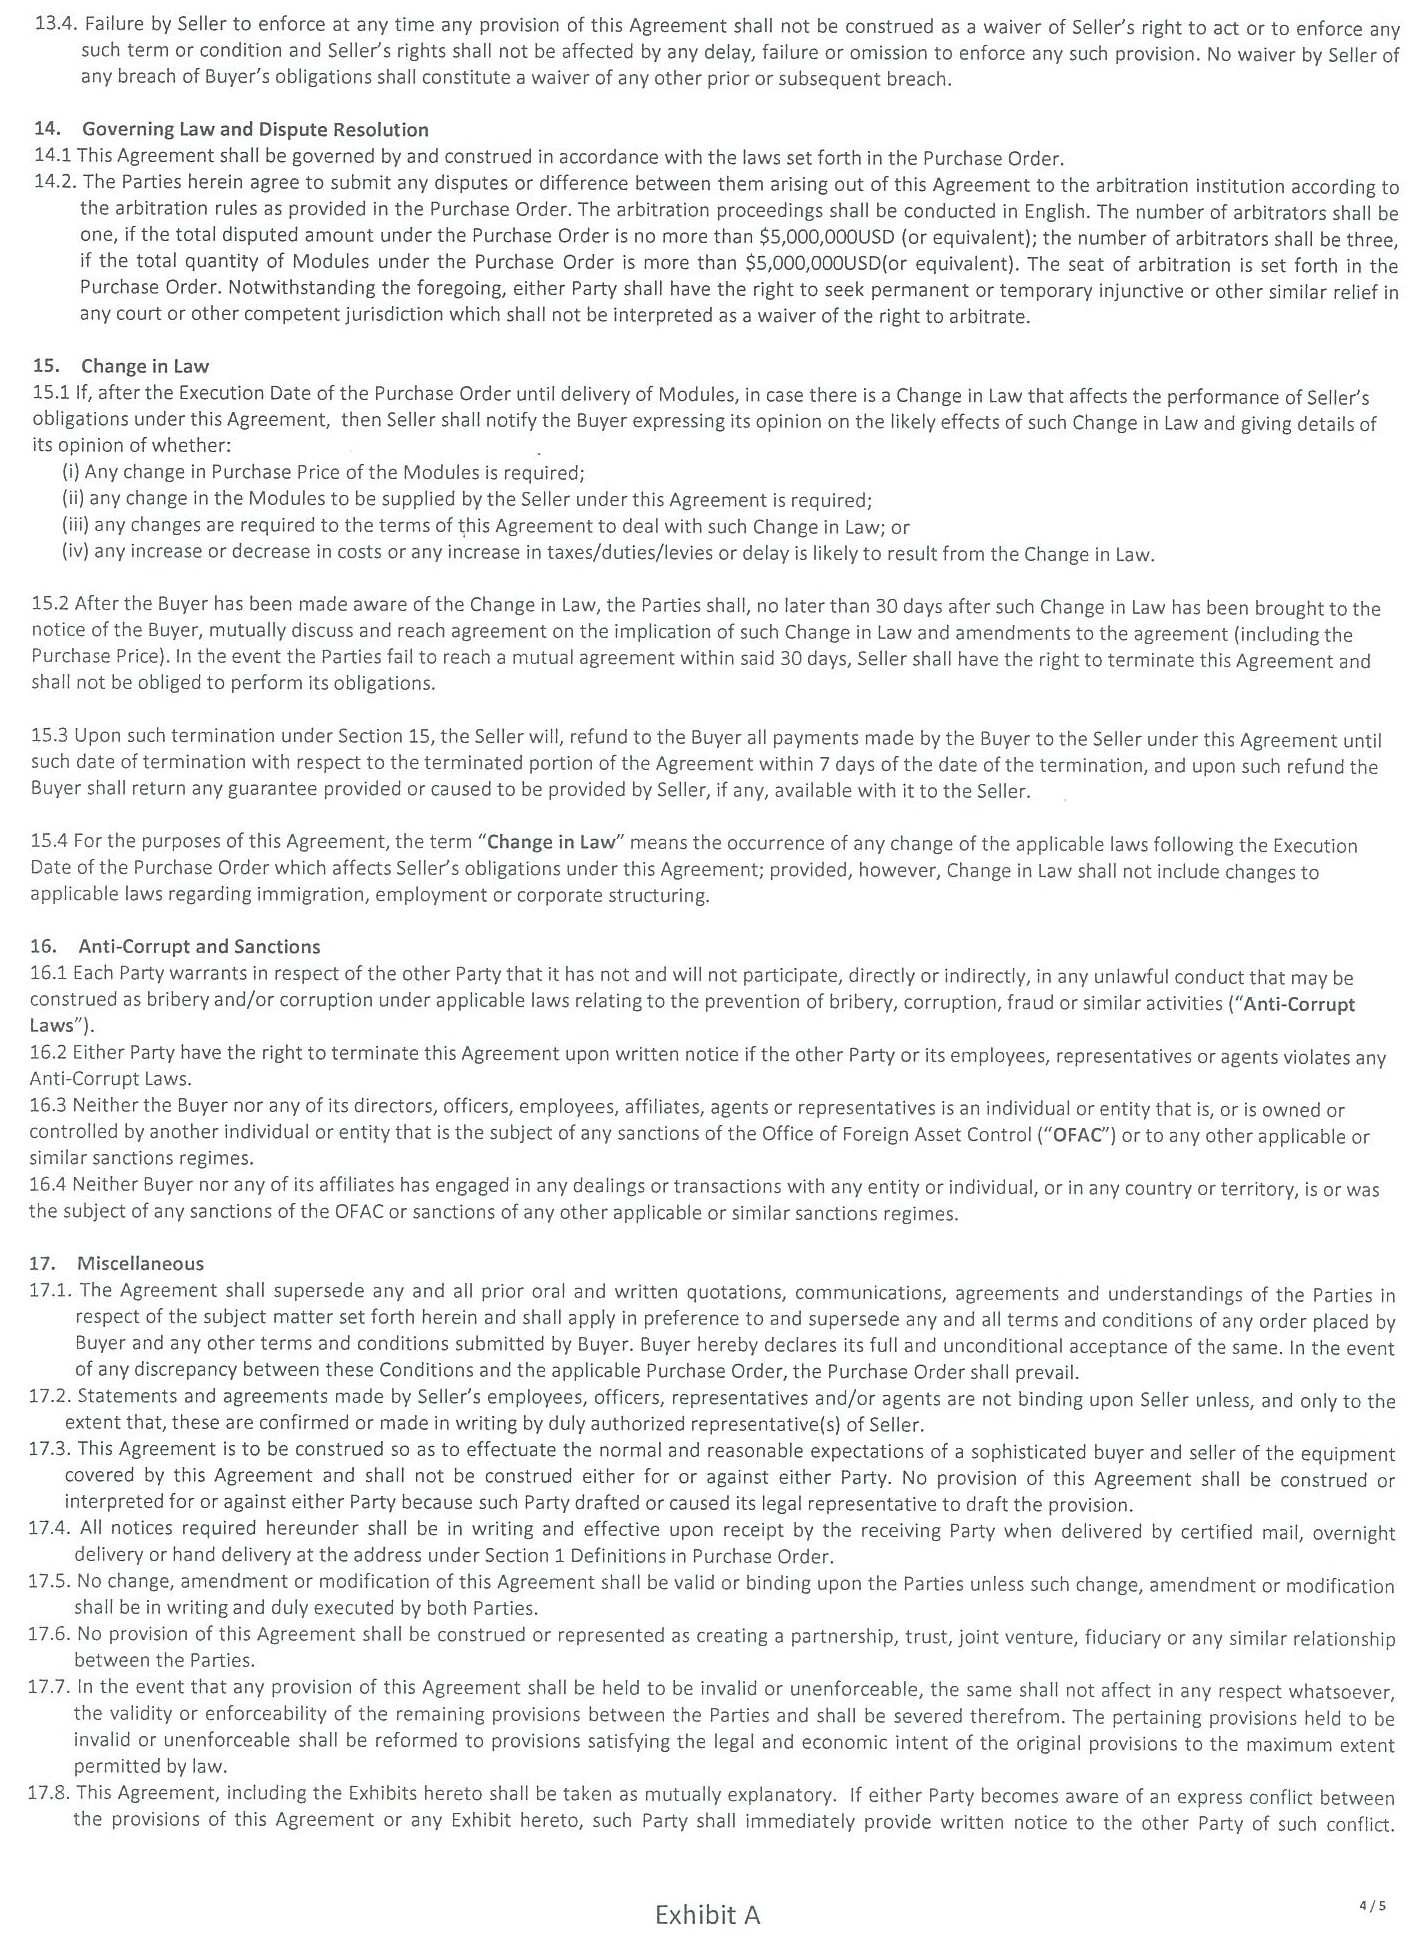 13.4. Failure by Seller to enforce at any time any provision of this Agreement shall not be construed as a waiver of Seller's right to act or to enforce any
such term or condition and Seller's rights shall not be affected by any delay, failure or omission to enforce any such provision. No waiver by Seller of
any breach of Buyer's obligations shall constitute a waiver of any other prior or subsequent breach.
14. Governing Law and Dispute Resolution
14.1 This Agreement shall be governed by and construed in accordance with the laws set forth in the Purchase Order.
14.2. The Parties herein agree to submit any disputes or difference between them arising out of this Agreement to the arbitration institution according to
the arbitration rules as provided in the Purchase Order. The arbitration proceedings shall be conducted in English. The number of arbitrators shall be
one, if the total disputed amount under the Purchase Order is no more than $5,000,000USD (or equivalent); the number of arbitrators shall be three,
if the total quantity of Modules under the Purchase Order is more than $5,000,000USD(or equivalent). The seat of arbitration is set forth in the
Purchase Order. Notwithstanding the foregoing, either Party shall have the right to seek permanent or temporary injunctive or other similar relief in
any court or other competent jurisdiction which shall not be interpreted as a waiver of the right to arbitrate.
15. Change in Law
15.1 If, after the Execution Date of the Purchase Order until delivery of Modules, in case there is a Change in Law that affects the performance of Seller's
obligations under this Agreement, then Seller shall notify the Buyer expressing its opinion on the likely effects of such Change in Law and giving details of
its opinion of whether:
(i) Any change in Purchase Price of the Modules is required;
(ii) any change in the Modules to be supplied by the Seller under this Agreement is required;
(iii) any changes are required to the terms of this Agreement to deal with such Change in Law; or
(iv) any increase or decrease in costs or any increase in taxes/duties/levies or delay is likely to result from the Change in Law.
15.2 After the Buyer has been made aware of the Change in Law, the Parties shall, no later than 30 days after such Change in Law has been brought to the
notice of the Buyer, mutually discuss and reach agreement on the implication of such Change in Law and amendments to the agreement (including the
Purchase Price). In the event the Parties fail to reach a mutual agreement within said 30 days, Seller shall have the right to terminate this Agreement and
shall not be obliged to perform its obligations.
15.3 Upon such termination under Section 15, the Seller will, refund to the Buyer all payments made by the Buyer to the Seller under this Agreement until
such date of termination with respect to the terminated portion of the Agreement within 7 days of the date of the termination, and upon such refund the
Buyer shall return any guarantee provided or caused to be provided by Seller, if any, available with it to the Seller.
15.4 For the purposes of this Agreement, the term "Change in Law" means the occurrence of any change of the applicable laws following the Execution
Date of the Purchase Order which affects Seller's obligations under this Agreement; provided, however, Change in Law shall not include changes to
applicable laws regarding immigration, employment or corporate structuring.
16. Anti-Corrupt and Sanctions
16.1 Each Party warrants in respect of the other Party that it has not and will not participate, directly or indirectly, in any unlawful conduct that may be
construed as bribery and/or corruption under applicable laws relating to the prevention of bribery, corruption, fraud or similar activities ("Anti-Corrupt
Laws").
16.2 Either Party have the right to terminate this Agreement upon written notice if the other Party or its employees, representatives or agents violates any
Anti-Corrupt Laws.
16.3 Neither the Buyer nor any of its directors, officers, employees, affiliates, agents or representatives is an individual or entity that is, or is owned or
controlled by another individual or entity that is the subject of any sanctions of the Office of Foreign Asset Control ("OFAC") or to any other applicable or
similar sanctions regimes.
16.4 Neither Buyer nor any of its affiliates has engaged in any dealings or transactions with any entity or individual, or in any country or territory, is or was
the subject of any sanctions of the OFAC or sanctions of any other applicable or similar sanctions regimes.
17. Miscellaneous
17.1. The Agreement shall supersede any and all prior oral and written quotations, communications, agreements and understandings of the Parties in
respect of the subject matter set forth herein and shall apply in preference to and supersede any and all terms and conditions of any order placed by
Buyer and any other terms and conditions submitted by Buyer. Buyer hereby declares its full and unconditional acceptance of the same. In the event
of any discrepancy between these Conditions and the applicable Purchase Order, the Purchase Order shall prevail.
17.2. Statements and agreements made by Seller's employees, officers, representatives and/or agents are not binding upon Seller unless, and only to the
extent that, these are confirmed or made in writing by duly authorized representative(s) of Seller.
17.3. This Agreement is to be construed so as to effectuate the normal and reasonable expectations of a sophisticated buyer and seller of the equipment
covered by this Agreement and shall not be construed either for or against either Party. No provision of this Agreement shall be construed or
interpreted for or against either Party because such Party drafted or caused its legal representative to draft the provision.
17.4. All notices required hereunder shall be in writing and effective upon receipt by the receiving Party when delivered by certified mail, overnight
delivery or hand delivery at the address under Section 1 Definitions in Purchase Order.
17.5. No change, amendment or modification of this Agreement shall be valid or binding upon the Parties unless such change, amendment or modification
shall be in writing and duly executed by both Parties.
17.6. No provision of this Agreement shall be construed or represented as creating a partnership, trust, joint venture, fiduciary or any similar relationship
between the Parties.
17.7. In the event that any provision of this Agreement shall be held to be invalid or unenforceable, the same shall not affect in any respect whatsoever,
the validity or enforceability of the remaining provisions between the Parties and shall be severed therefrom. The pertaining provisions held to be
invalid or unenforceable shall be reformed to provisions satisfying the legal and economic intent of the original provisions to the maximum extent
permitted by law.
17.8. This Agreement, including the Exhibits hereto shall be taken as mutually explanatory. If either Party becomes aware of an express conflict between
the provisions of this Agreement or any Exhibit hereto, such Party shall immediately provide written notice to the other Party of such conflict.
Exhibit A
4/5